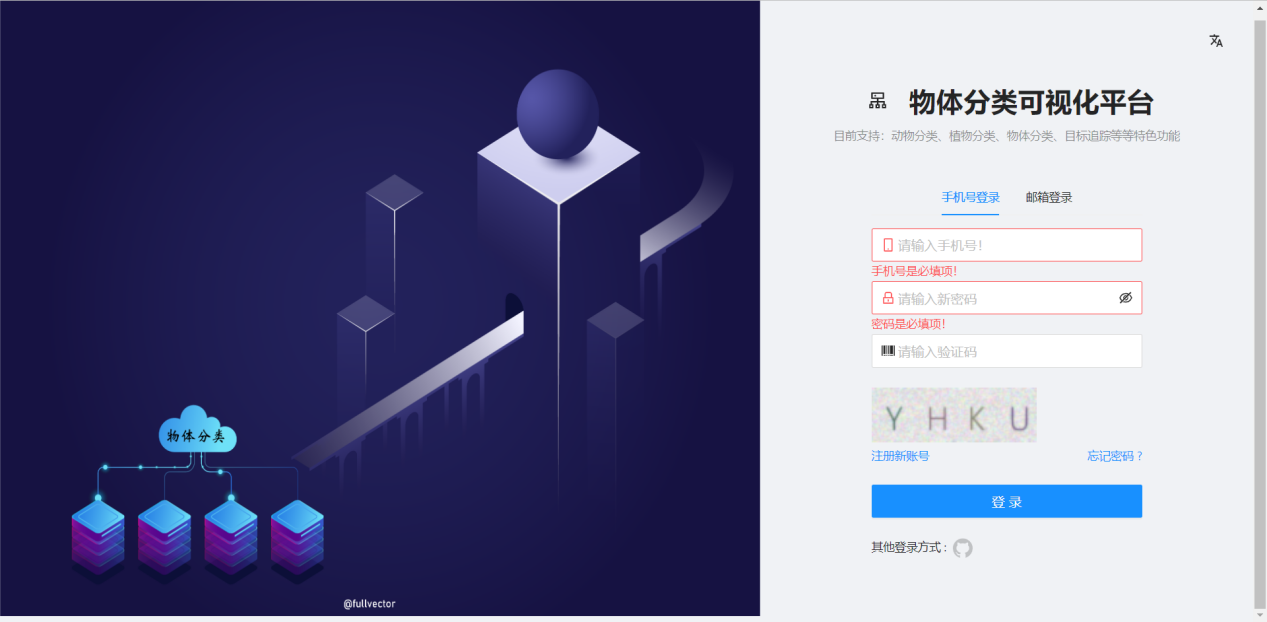 物体分类可视化平台
目前支持：动物分类、植物分类、物体分类、目标追踪等等特色功能
手机号登录 邮箱登录
请输入手机号！
手机号是必填项！
请输入新密码
密码是必填项！
请输入验证码
Y H K U
注册新账号 忘记密码 ?
登 录
其他登录方式 :
物体分类
@fullvector